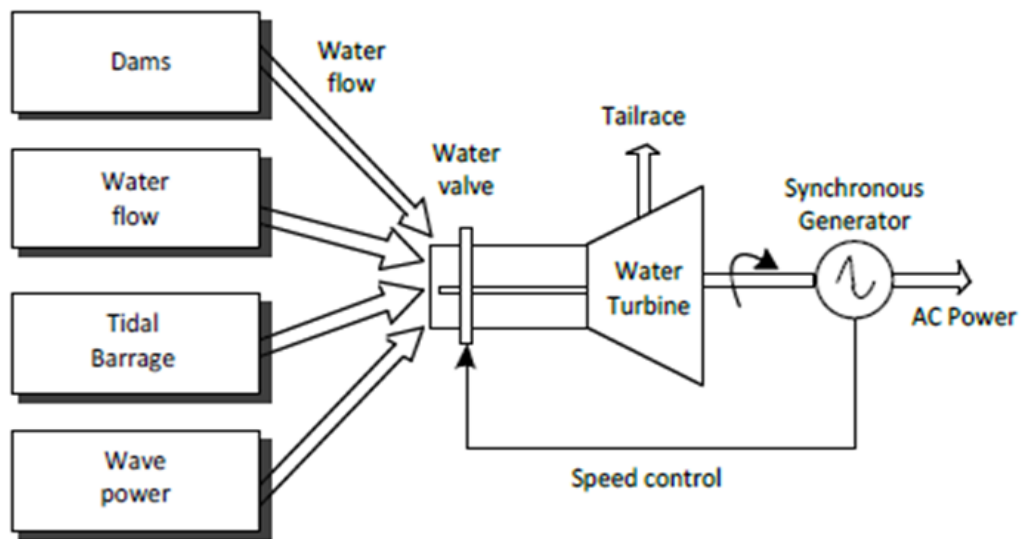 Dams
Water
flow
Water
flow
Tidal
Barrage
Wave
power
Water
valve
Tailrace
Water
Turbine
Synchronous
Generator
AC Power
Speed control